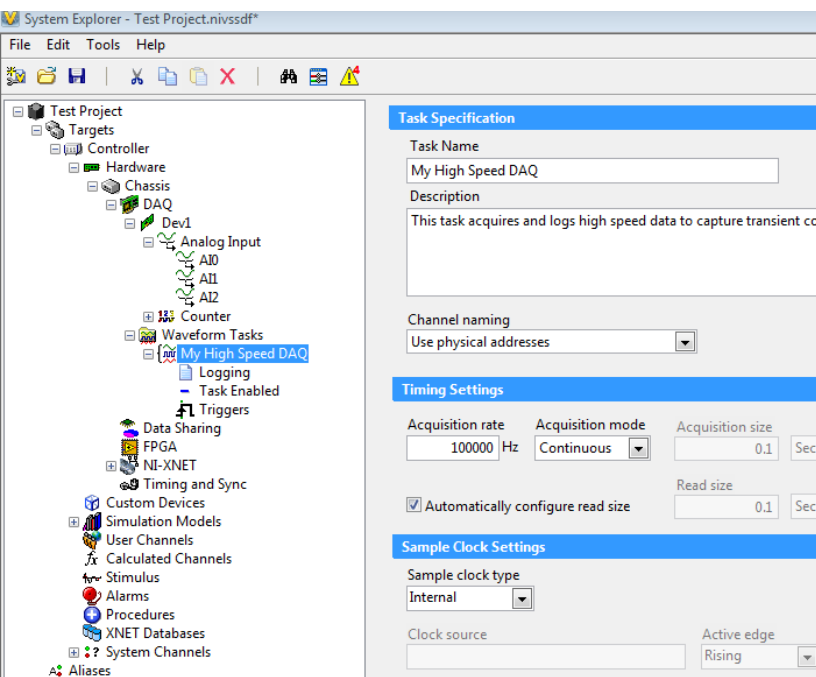 System Explorer - Test Project.nivssdf*
File Edit Tools Help
Test Project
Targets
Controller
Hardware
Chassis
DAQ
Dev1
Analog Input
AI0
AI1
AI2
Counter
Waveform Tasks
My High Speed DAQ
Logging
Task Enabled
Triggers
Data Sharing
FPGA
NI-XNET
Timing and Sync
Custom Devices
Simulation Models
User Channels
Calculated Channels
Stimulus
Alarms
Procedures
XNET Databases
System Channels
Aliases
Task Specification
Task Name
My High Speed DAQ
Description
This task acquires and logs high speed data to capture transient co
Channel naming
Use physical addresses
Timing Settings
Acquisition rate Acquisition mode Acquisition size
100000 Hz Continuous 0.1 Sec
Read size
Automatically configure read size 0.1 Sec
Sample Clock Settings
Sample clock type
Internal
Clock source Active edge
Rising